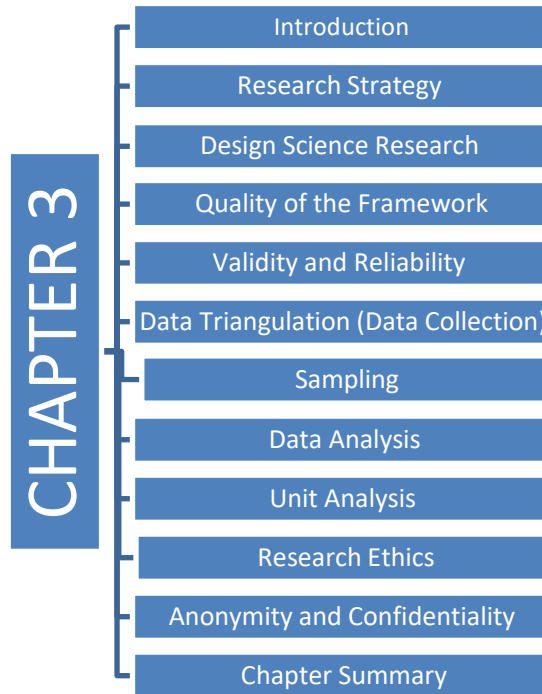 CHAPTER 3
Introduction
Research Strategy
Design Science Research
Quality of the Framework
Validity and Reliability
Data Triangulation (Data Collection)
Sampling
Data Analysis
Unit Analysis
Research Ethics
Anonymity and Confidentiality
Chapter Summary